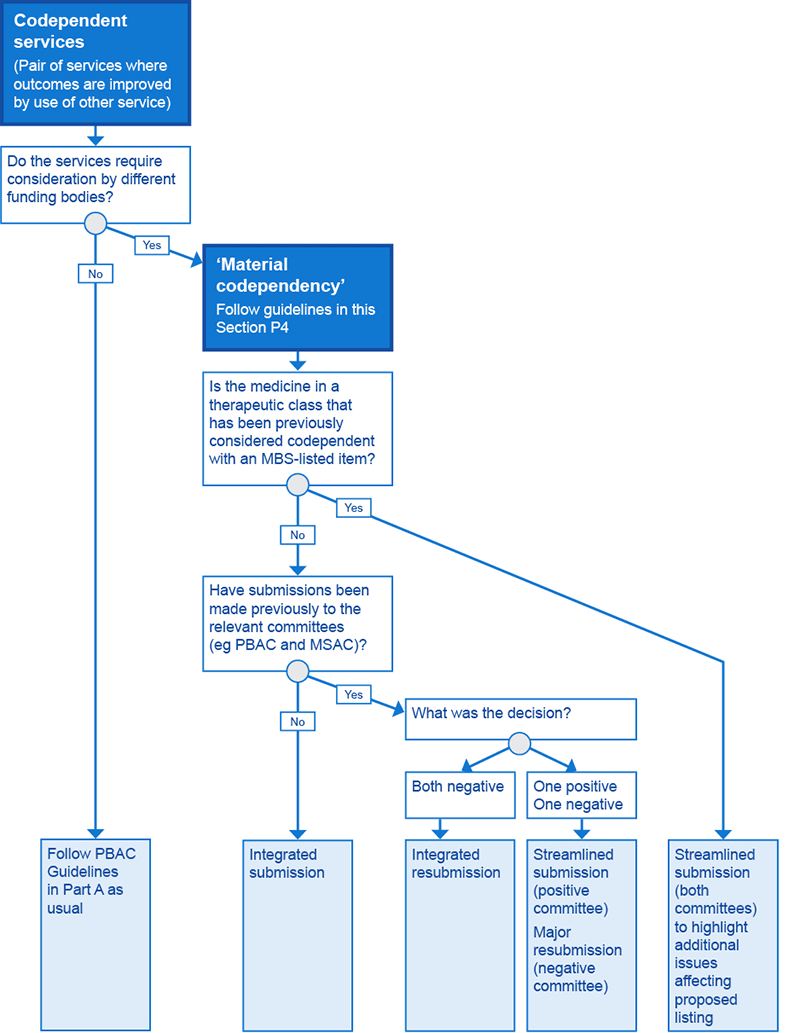 Codependent
services
(Pair of services where
outcomes are improved
by use of other service)
Do the services require
consideration by different
funding bodies?
Yes
No
‘Material
codependency’
Follow guidelines in this
Section P4
Is the medicine in a
therapeutic class that
has been previously
considered codependent
with an MBS-listed item?
Yes
No
Have submissions been
made previously to the
relevant committees
(eg PBAC and MSAC)?
Yes
No
What was the decision?
Both negative
One positive
One negative
Follow PBAC
Guidelines
in Part A as
usual
Integrated
submission
Integrated
resubmission
Streamlined
submission
(positive
committee)
Major
resubmission
(negative
committee)
Streamlined
submission
(both
committees)
to highlight
additional
issues
affecting
proposed
listing